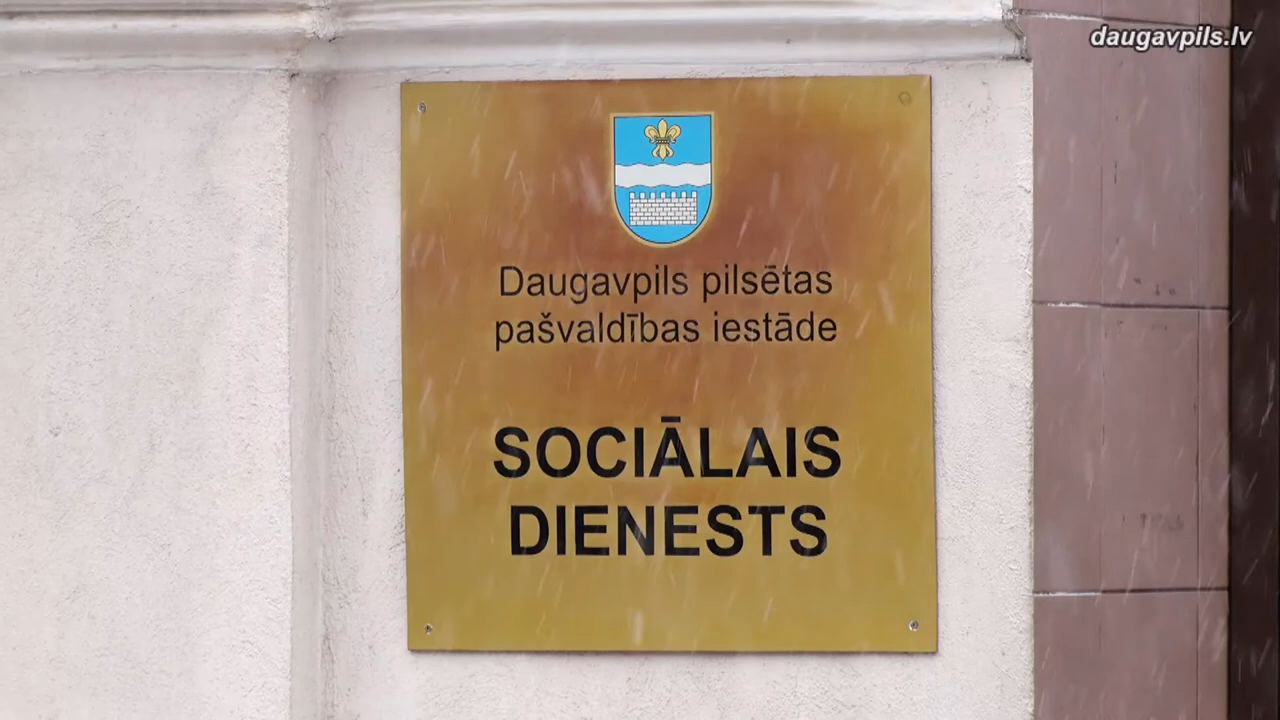 daugavpils.lv
Daugavpils pilsētas
pašvaldības iestāde
SOCIĀLAIS
DIENESTS